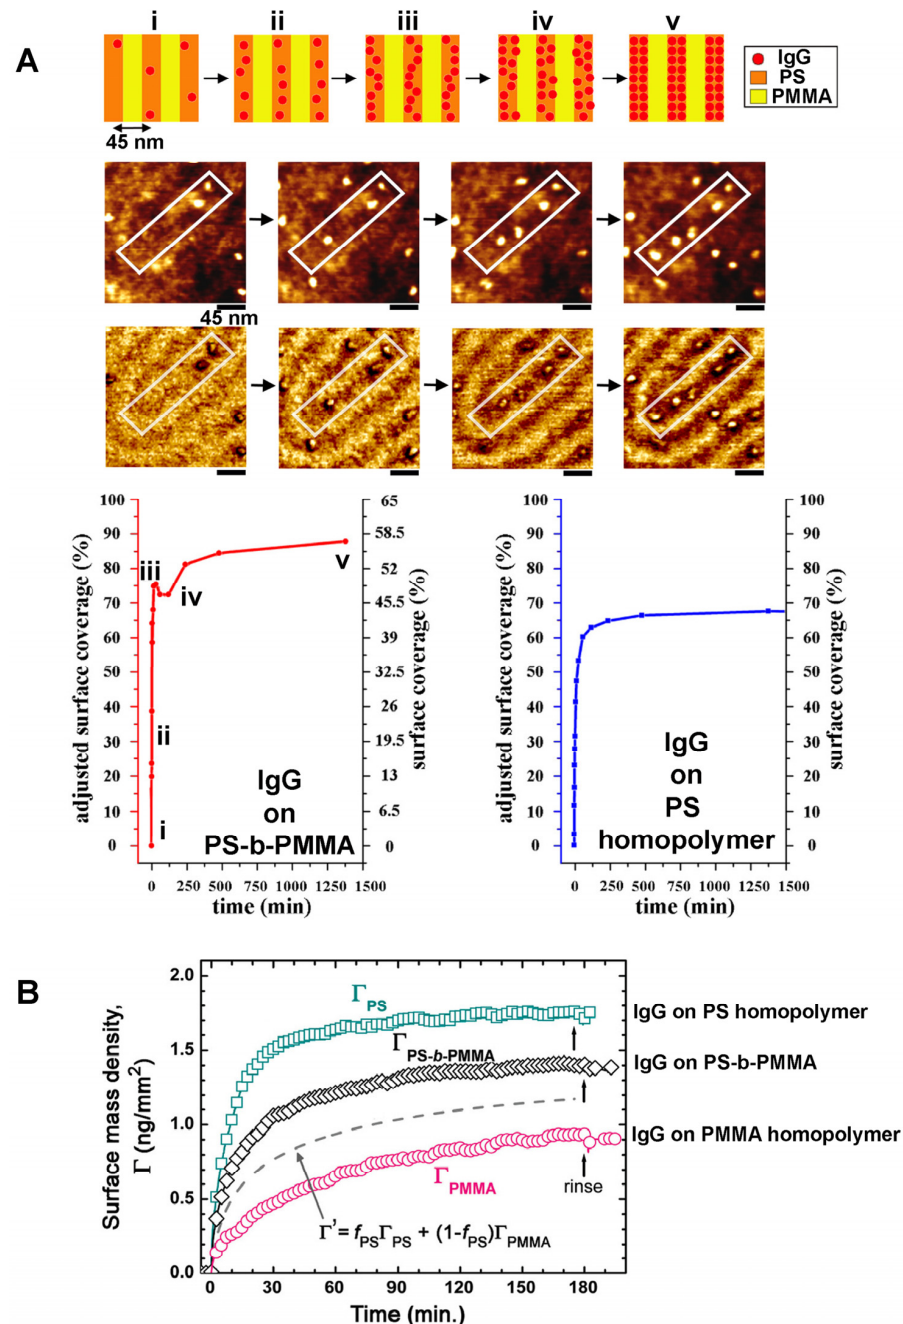 A
i ii iii iv v
IgG
PS
PMMA
45 nm
45 nm
adjusted surface coverage (%)
100
90
80
70
60
50
40
30
20
10
0
iii
iv
v
ii
i
IgG
on
PS-b-PMMA
65
58.5
52
45.5
39
32.5
26
19.5
13
6.5
0
surface coverage (%)
0 250 500 750 1000 1250 1500
time (min)
adjusted surface coverage (%)
100
90
80
70
60
50
40
30
20
10
0
IgG
on
PS
homopolymer
100
90
80
70
60
50
40
30
20
10
0
surface coverage (%)
0 250 500 750 1000 1250 1500
time (min)
B
Surface mass density,
Γ (ng/mm²)
2.0
1.5
1.0
0.5
0.0
Γ PS
Γ PS-b-PMMA
Γ PMMA
rinse
Γ' = fPS ΓPS + (1-fPS)ΓPMMA
IgG on PS homopolymer
IgG on PS-b-PMMA
IgG on PMMA homopolymer
0 30 60 90 120 150 180
Time (min.)